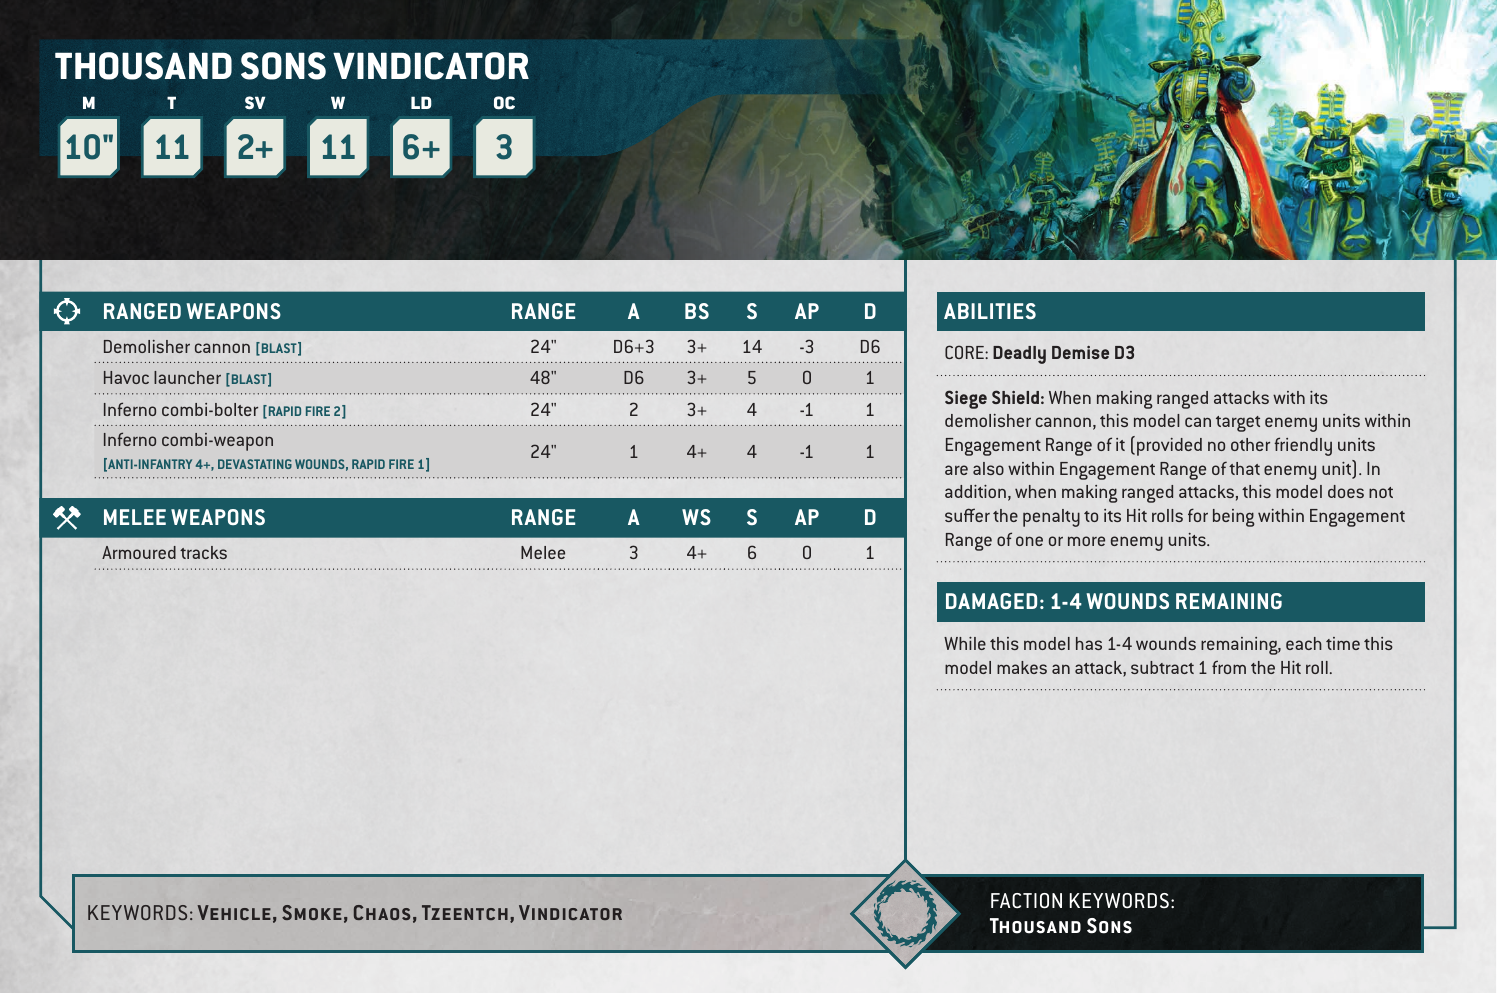 THOUSAND SONS VINDICATOR
M T SV W LD OC
10" 11 2+ 11 6+ 3
RANGED WEAPONS RANGE A BS S AP D
Demolisher cannon [BLAST] 24" D6+3 3+ 14 -3 D6
Havoc launcher [BLAST] 48" D6 3+ 5 0 1
Inferno combi-bolter [RAPID FIRE 2] 24" 2 3+ 4 -1 1
Inferno combi-weapon
[ANTI-INFANTRY 4+, DEVASTATING WOUNDS, RAPID FIRE 1] 24" 1 4+ 4 -1 1
MELEE WEAPONS RANGE A WS S AP D
Armoured tracks Melee 3 4+ 6 0 1
ABILITIES
CORE: Deadly Demise D3
Siege Shield: When making ranged attacks with its
demolisher cannon, this model can target enemy units within
Engagement Range of it (provided no other friendly units
are also within Engagement Range of that enemy unit). In
addition, when making ranged attacks, this model does not
suffer the penalty to its Hit rolls for being within Engagement
Range of one or more enemy units.
DAMAGED: 1-4 WOUNDS REMAINING
While this model has 1-4 wounds remaining, each time this
model makes an attack, subtract 1 from the Hit roll.
KEYWORDS: VEHICLE, SMOKE, CHAOS, TZEENTCH, VINDICATOR
FACTION KEYWORDS:
THOUSAND SONS